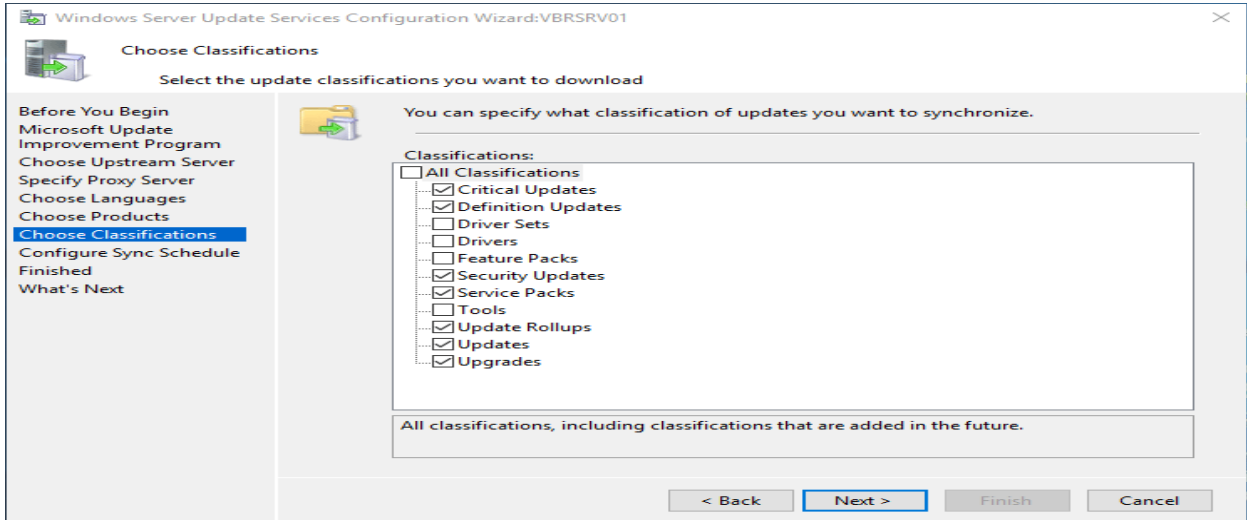 Windows Server Update Services Configuration Wizard:VBRSRV01
Choose Classifications
Select the update classifications you want to download
Before You Begin
Microsoft Update
Improvement Program
Choose Upstream Server
Specify Proxy Server
Choose Languages
Choose Products
Choose Classifications
Configure Sync Schedule
Finished
What's Next
You can specify what classification of updates you want to synchronize.
Classifications:
All Classifications
Critical Updates
Definition Updates
Driver Sets
Drivers
Feature Packs
Security Updates
Service Packs
Tools
Update Rollups
Updates
Upgrades
All classifications, including classifications that are added in the future.
< Back Next > Finish Cancel